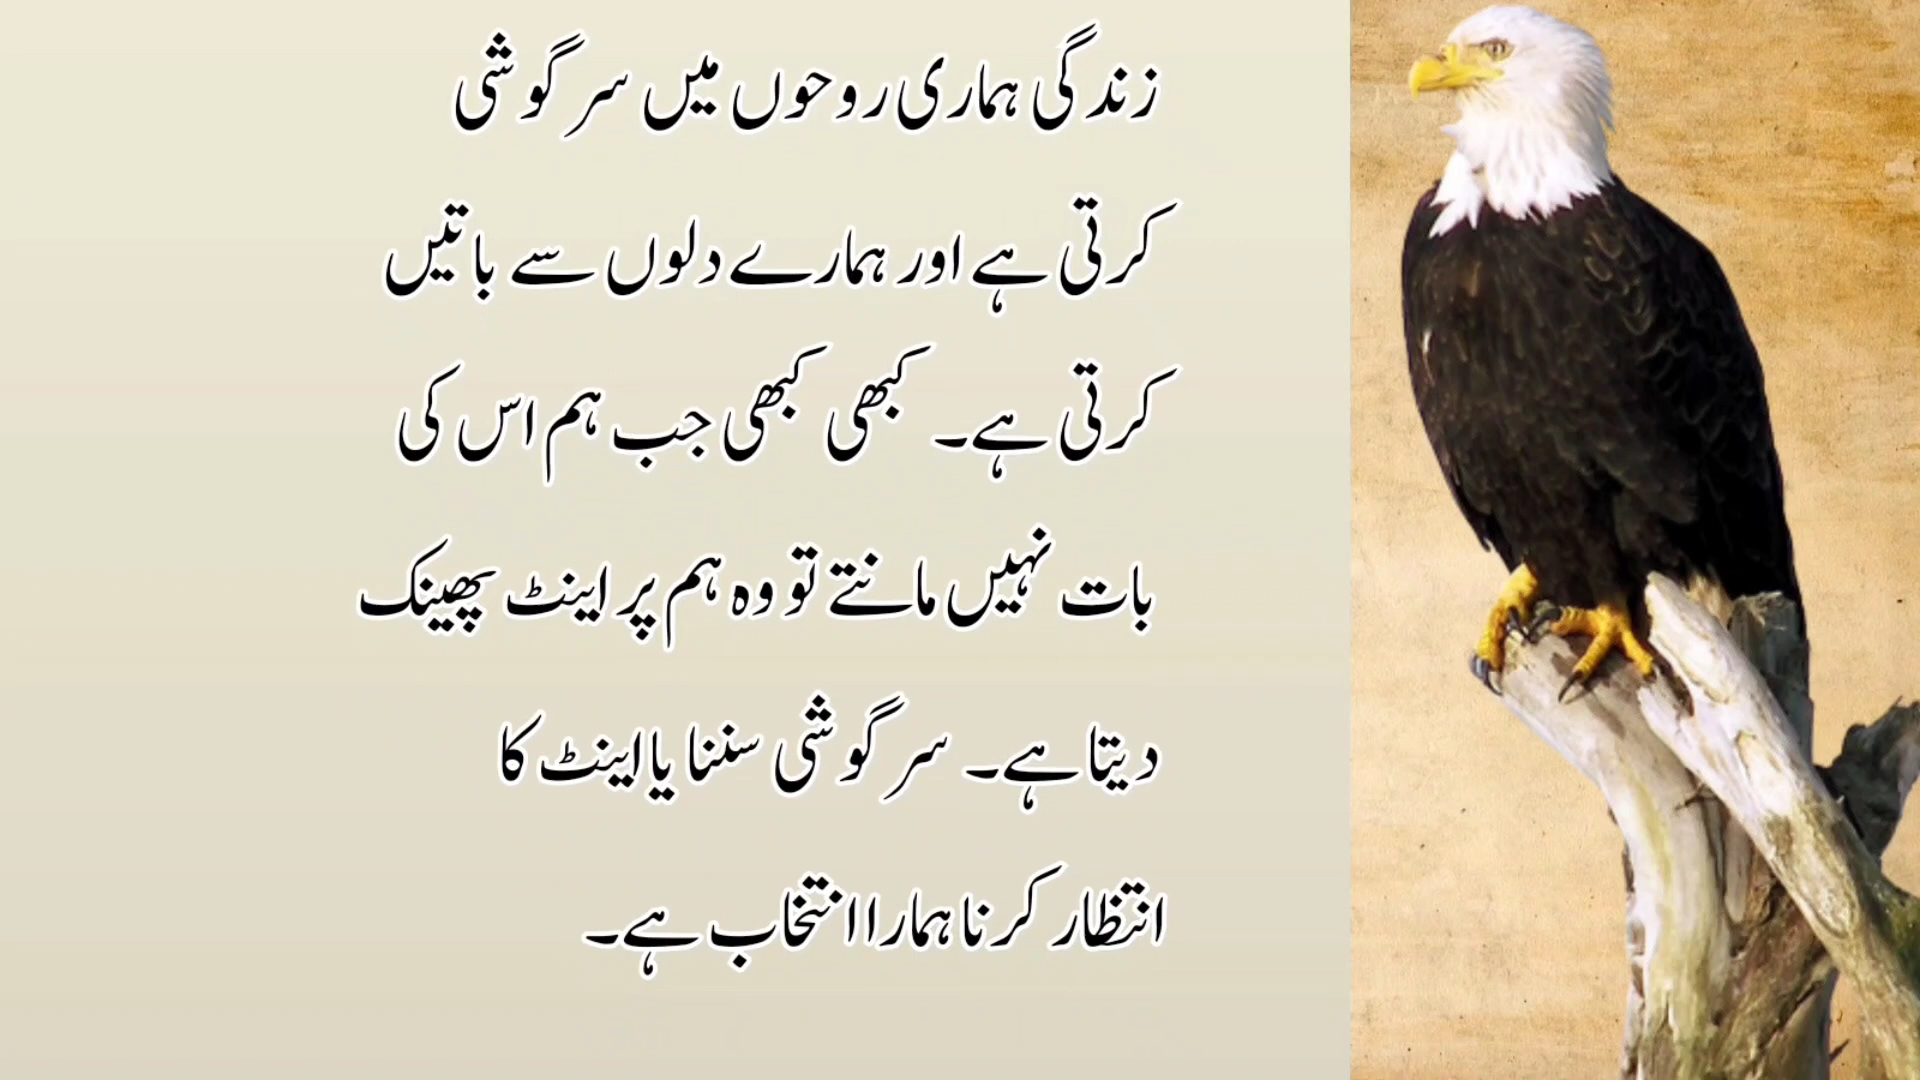 زندگی ہماری روحوں میں سرگوشی
کرتی ہے اور ہمارے دلوں سے باتیں
کرتی ہے۔ کبھی کبھی جب ہم اس کی
بات نہیں مانتے تو وہ ہم پر اینٹ پھینک
دیتا ہے۔ سرگوشی سننا یا اینٹ کا
انتظار کرنا ہمارا انتخاب ہے۔